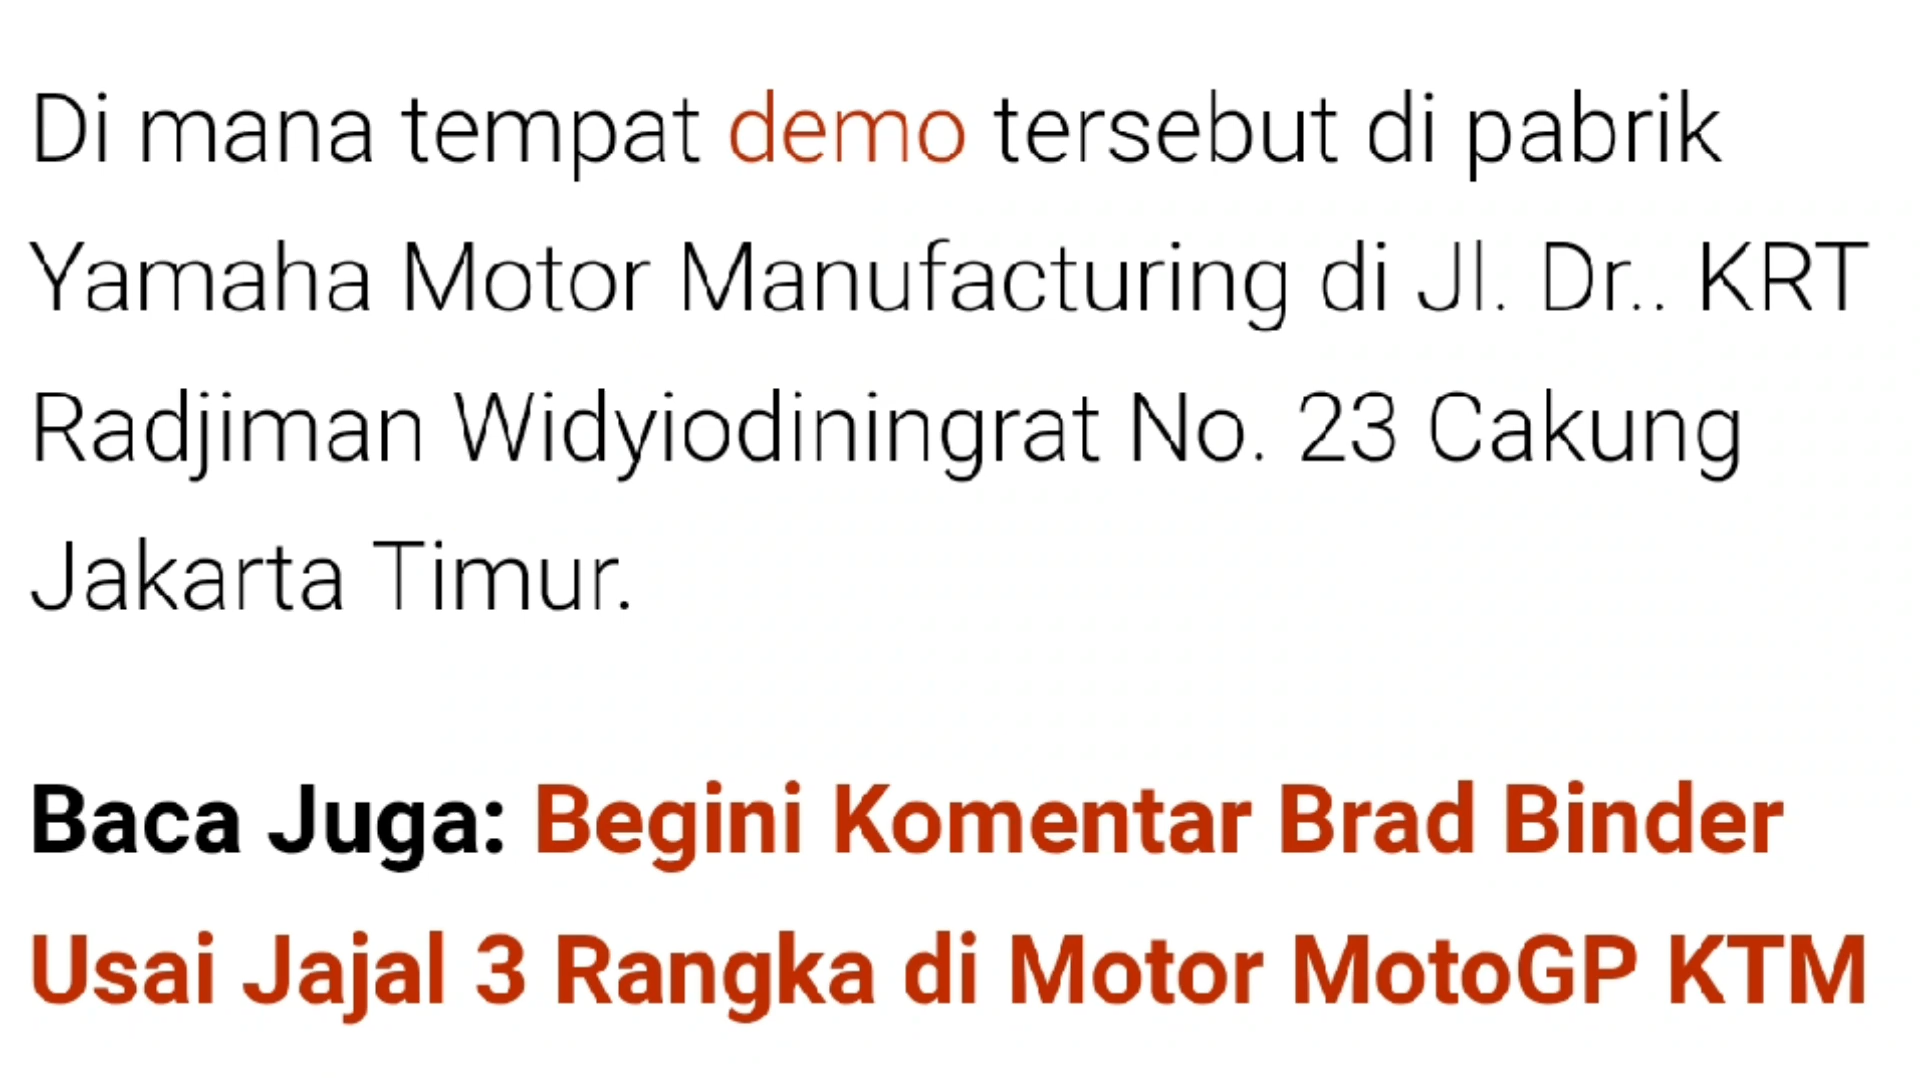 Di mana tempat demo tersebut di pabrik
Yamaha Motor Manufacturing di Jl. Dr.. KRT
Radjiman Widyiodiningrat No. 23 Cakung
Jakarta Timur.
Baca Juga: Begini Komentar Brad Binder
Usai Jajal 3 Rangka di Motor MotoGP KTM